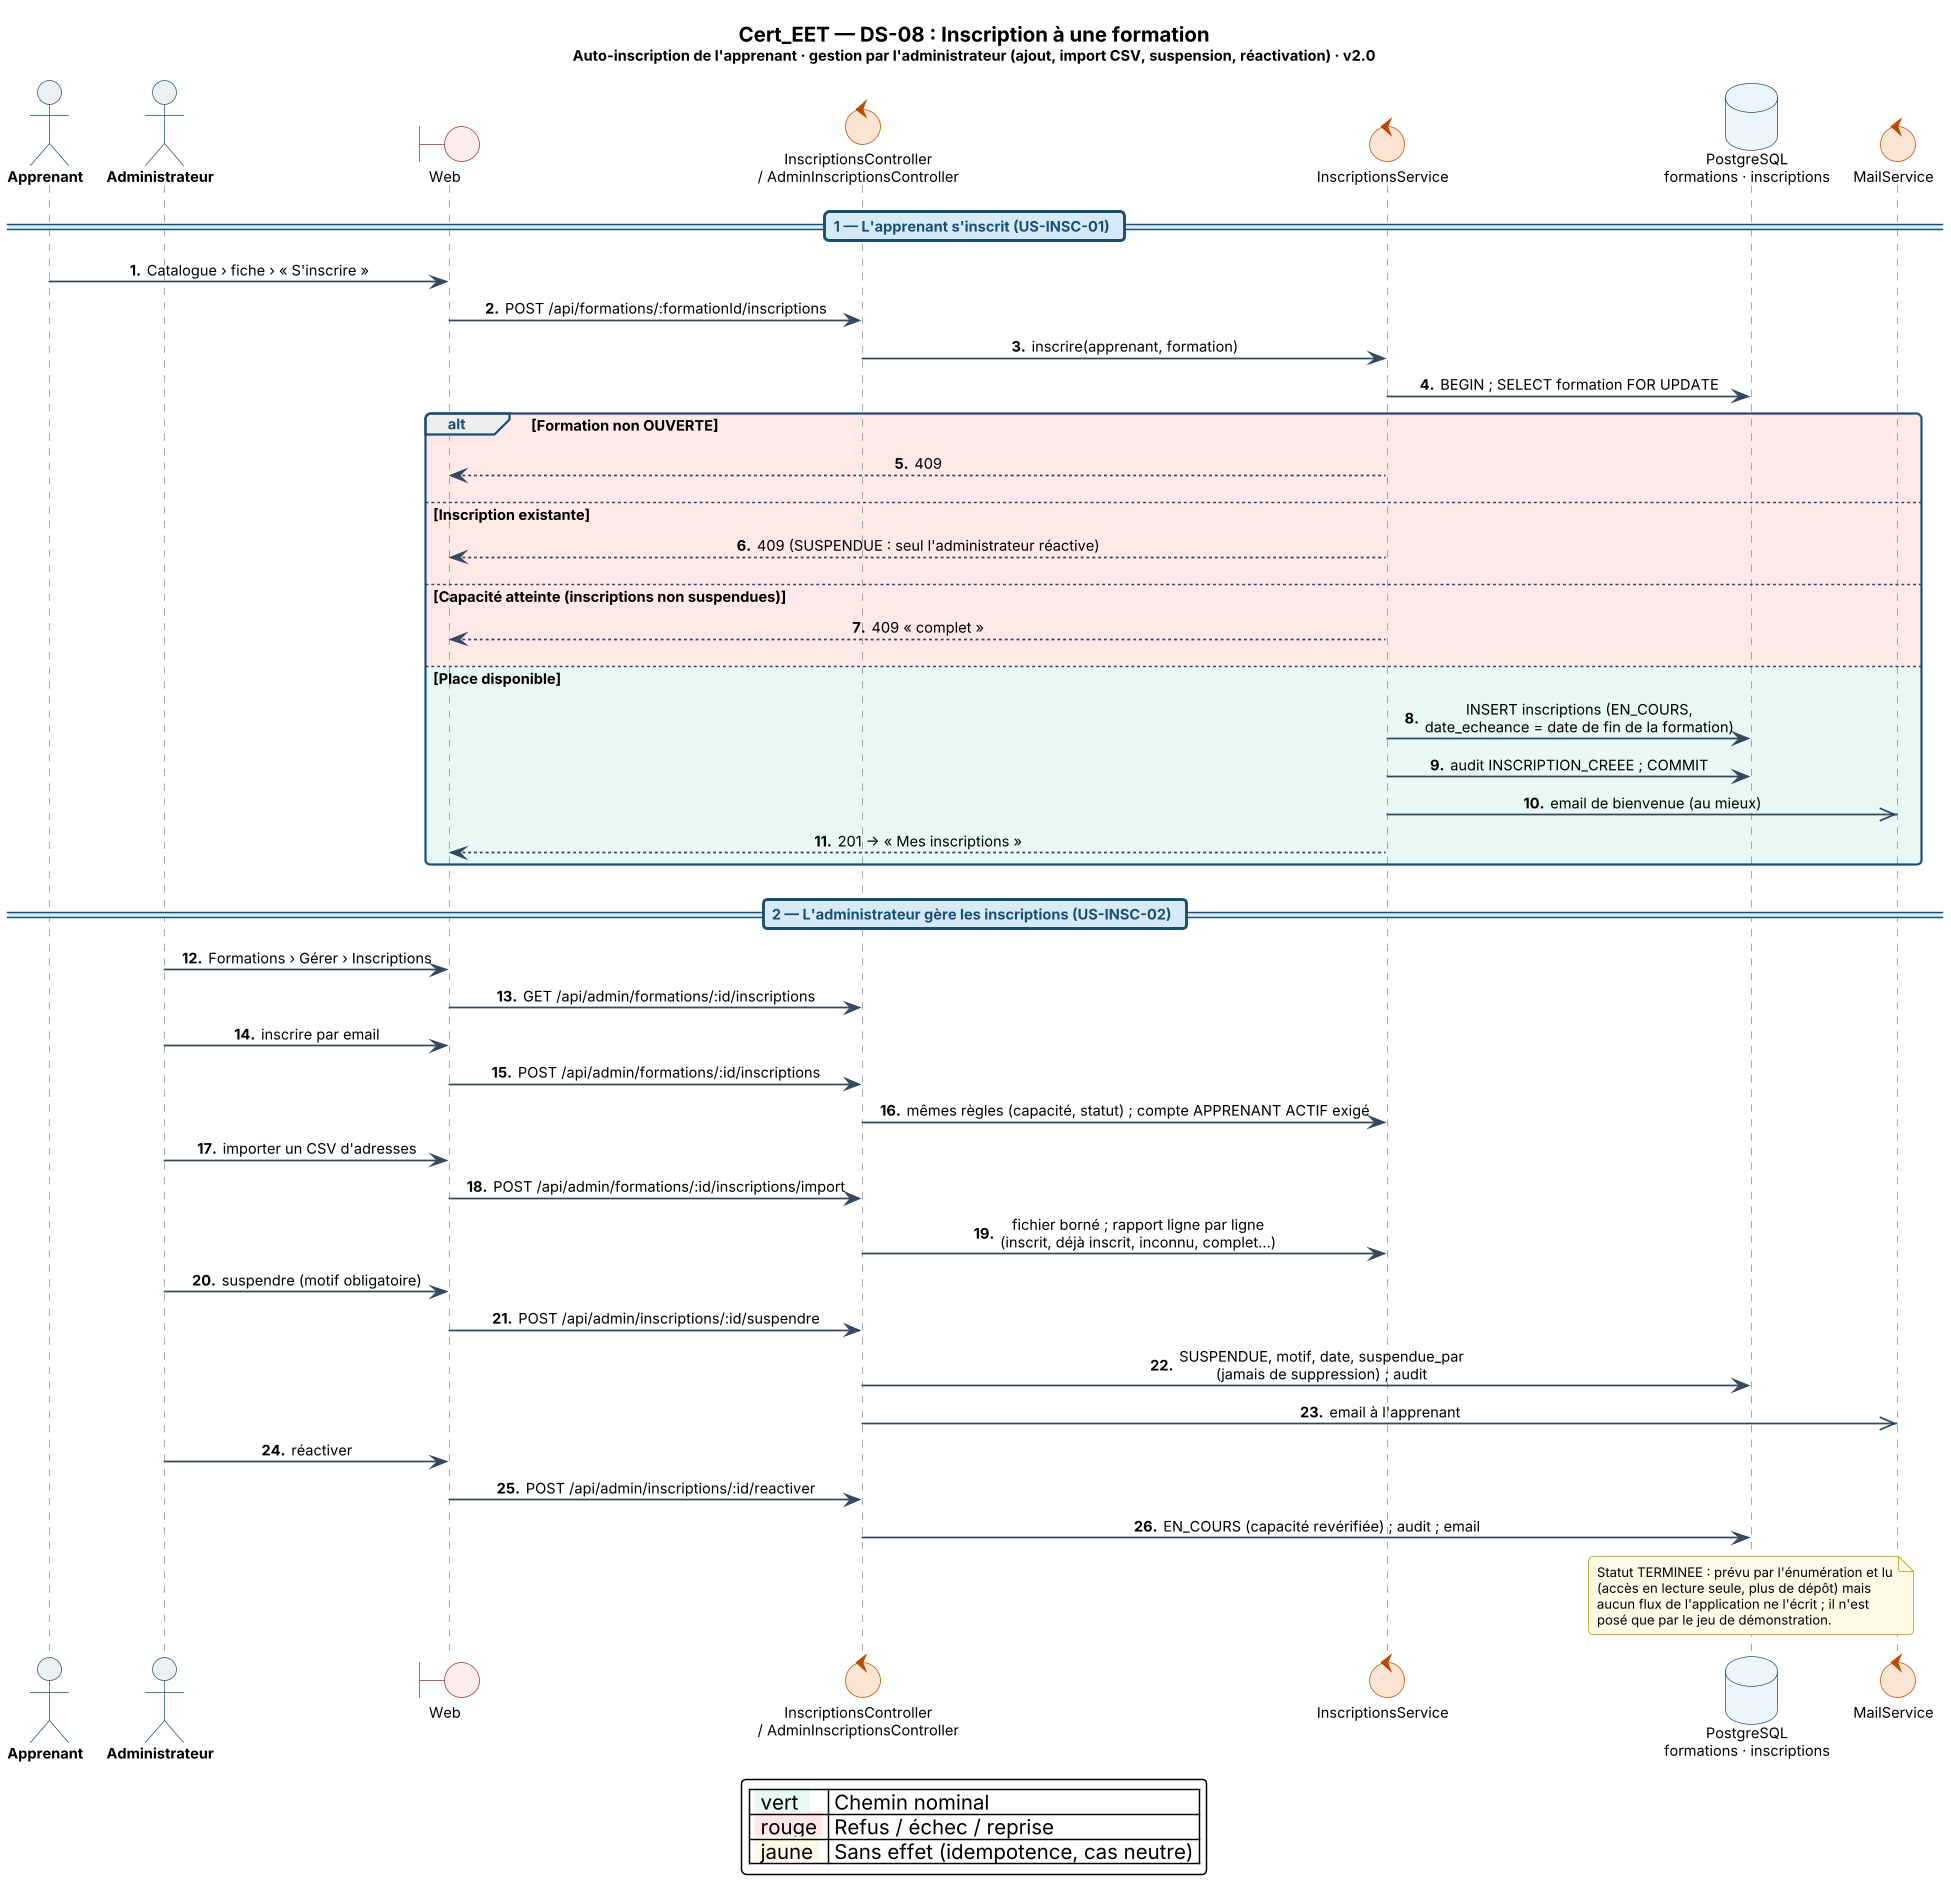 Cert_EET — DS-08 : Inscription à une formation
Auto-inscription de l'apprenant · gestion par l'administrateur (ajout, import CSV, suspension, réactivation) · v2.0
Apprenant
Administrateur
Web
InscriptionsController
/ AdminInscriptionsController
InscriptionsService
PostgreSQL
formations · inscriptions
MailService
1 — L'apprenant s'inscrit (US-INSC-01)
1. Catalogue › fiche › « S'inscrire »
2. POST /api/formations/:formationId/inscriptions
3. inscrire(apprenant, formation)
4. BEGIN ; SELECT formation FOR UPDATE
alt [Formation non OUVERTE]
5. 409
[Inscription existante]
6. 409 (SUSPENDUE : seul l'administrateur réactive)
[Capacité atteinte (inscriptions non suspendues)]
7. 409 « complet »
[Place disponible]
8. INSERT inscriptions (EN_COURS,
date_echeance = date de fin de la formation)
9. audit INSCRIPTION_CREEE ; COMMIT
10. email de bienvenue (au mieux)
11. 201 → « Mes inscriptions »
2 — L'administrateur gère les inscriptions (US-INSC-02)
12. Formations › Gérer › Inscriptions
13. GET /api/admin/formations/:id/inscriptions
14. inscrire par email
15. POST /api/admin/formations/:id/inscriptions
16. mêmes règles (capacité, statut) ; compte APPRENANT ACTIF exigé
17. importer un CSV d'adresses
18. POST /api/admin/formations/:id/inscriptions/import
19. fichier borné ; rapport ligne par ligne
(inscrit, déjà inscrit, inconnu, complet…)
20. suspendre (motif obligatoire)
21. POST /api/admin/inscriptions/:id/suspendre
22. SUSPENDUE, motif, date, suspendue_par
(jamais de suppression) ; audit
23. email à l'apprenant
24. réactiver
25. POST /api/admin/inscriptions/:id/reactiver
26. EN_COURS (capacité revérifiée) ; audit ; email
Statut TERMINEE : prévu par l'énumération et lu
(accès en lecture seule, plus de dépôt) mais
aucun flux de l'application ne l'écrit ; il n'est
posé que par le jeu de démonstration.
Apprenant
Administrateur
Web
InscriptionsController
/ AdminInscriptionsController
InscriptionsService
PostgreSQL
formations · inscriptions
MailService
vert Chemin nominal
rouge Refus / échec / reprise
jaune Sans effet (idempotence, cas neutre)